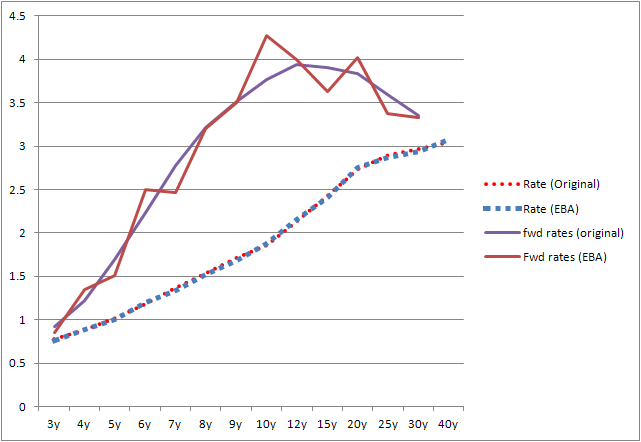 4.5
4
3.5
3
2.5
2
1.5
1
0.5
0
3y 4y 5y 6y 7y 8y 9y 10y 12y 15y 20y 25y 30y 40y
Rate (Original)
Rate (EBA)
fwd rates (original)
Fwd rates (EBA)